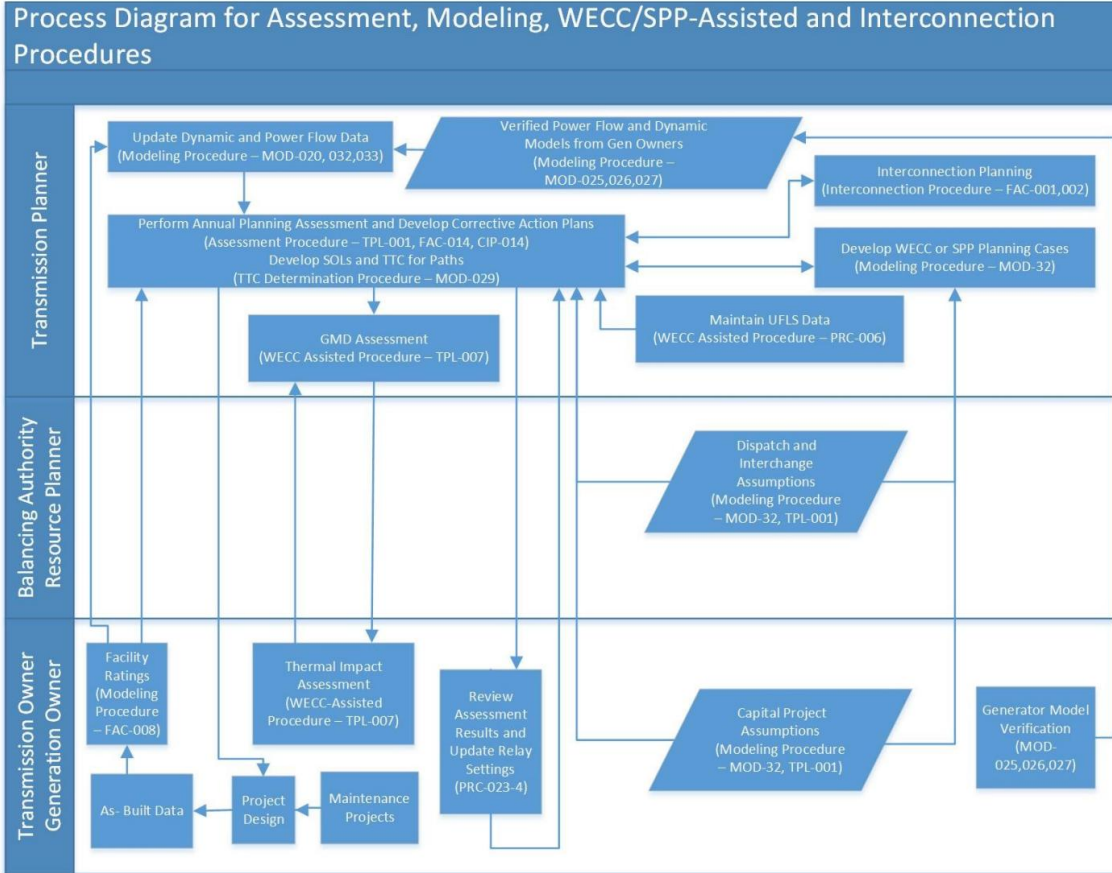 Process Diagram for Assessment, Modeling, WECC/SPP-Assisted and Interconnection
Procedures
Transmission Planner
Update Dynamic and Power Flow Data
(Modeling Procedure – MOD-020, 032,033)
Verified Power Flow and Dynamic
Models from Gen Owners
(Modeling Procedure –
MOD-025,026,027)
Interconnection Planning
(Interconnection Procedure – FAC-001,002)
Perform Annual Planning Assessment and Develop Corrective Action Plans
(Assessment Procedure – TPL-001, FAC-014, CIP-014)
Develop SOLs and TTC for Paths
(TTC Determination Procedure – MOD-029)
Develop WECC or SPP Planning Cases
(Modeling Procedure – MOD-32)
Maintain UFLS Data
(WECC Assisted Procedure – PRC-006)
GMD Assessment
(WECC Assisted Procedure – TPL-007)
Balancing Authority
Resource Planner
Dispatch and
Interchange
Assumptions
(Modeling Procedure
– MOD-32, TPL-001)
Transmission Owner
Generation Owner
Facility
Ratings
(Modeling
Procedure
– FAC-008)
Thermal Impact
Assessment
(WECC-Assisted
Procedure – TPL-007)
Review
Assessment
Results and
Update Relay
Settings
(PRC-023-4)
Capital Project
Assumptions
(Modeling Procedure
– MOD-32, TPL-001)
Generator Model
Verification
(MOD-
025,026,027)
As- Built Data
Project
Design
Maintenance
Projects